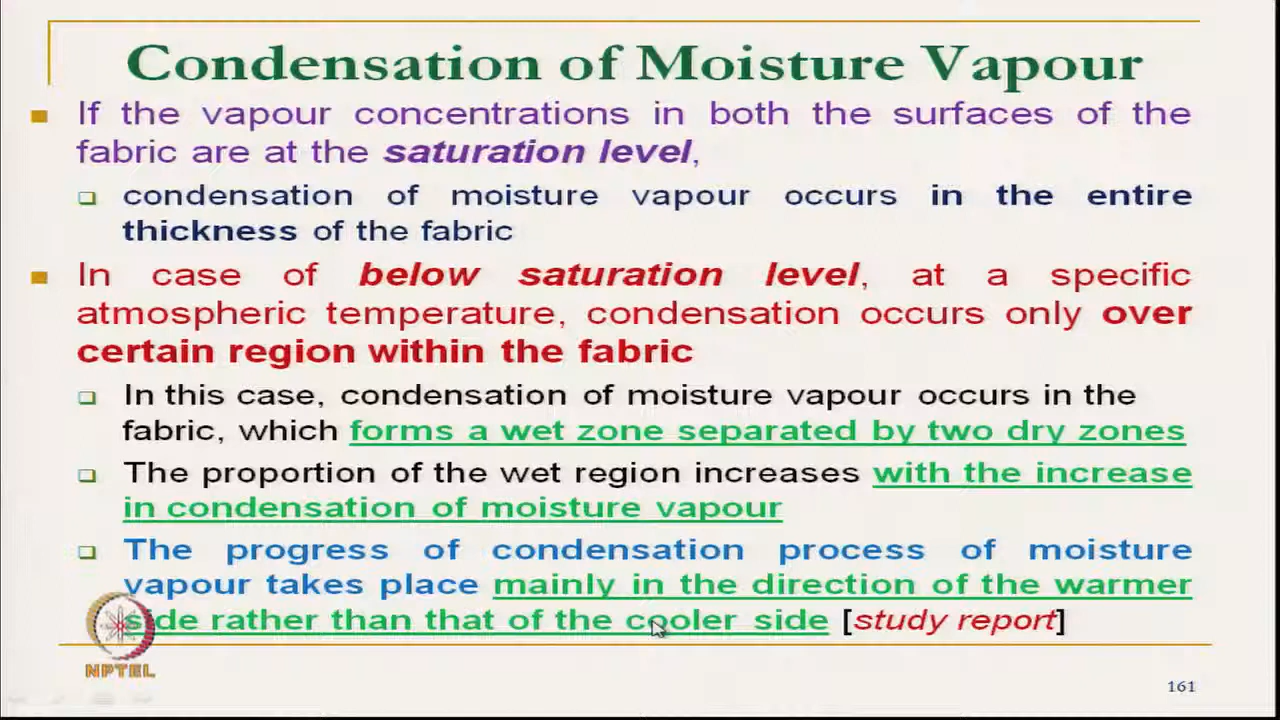 Condensation of Moisture Vapour
If the vapour concentrations in both the surfaces of the
fabric are at the saturation level,
condensation of moisture vapour occurs in the entire
thickness of the fabric
In case of below saturation level, at a specific
atmospheric temperature, condensation occurs only over
certain region within the fabric
In this case, condensation of moisture vapour occurs in the
fabric, which forms a wet zone separated by two dry zones
The proportion of the wet region increases with the increase
in condensation of moisture vapour
The progress of condensation process of moisture
vapour takes place mainly in the direction of the warmer
side rather than that of the cooler side [study report]
NPTEL
161